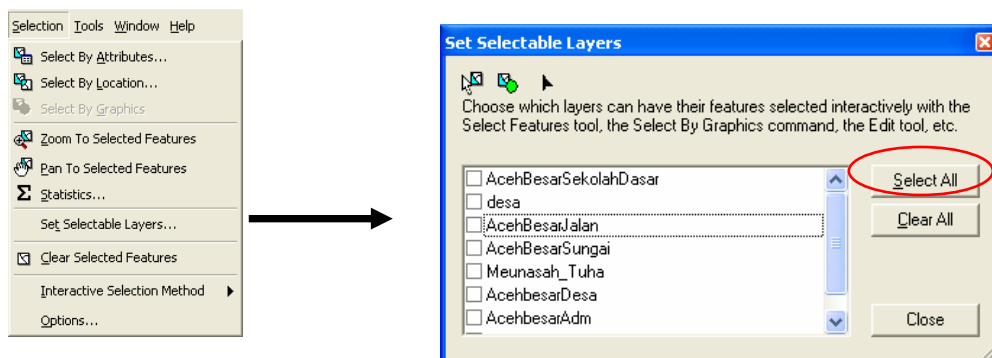 Selection Tools Window Help
Select By Attributes...
Select By Location...
Select By Graphics
Zoom To Selected Features
Pan To Selected Features
Statistics...
Set Selectable Layers...
Clear Selected Features
Interactive Selection Method
Options...
Set Selectable Layers
Choose which layers can have their features selected interactively with the
Select Features tool, the Select By Graphics command, the Edit tool, etc.
AcehBesarSekolahDasar
desa
AcehBesarJalan
AcehBesarSungai
Meunasah_Tuha
AcehbesarDesa
AcehbesarAdm
Select All
Clear All
Close